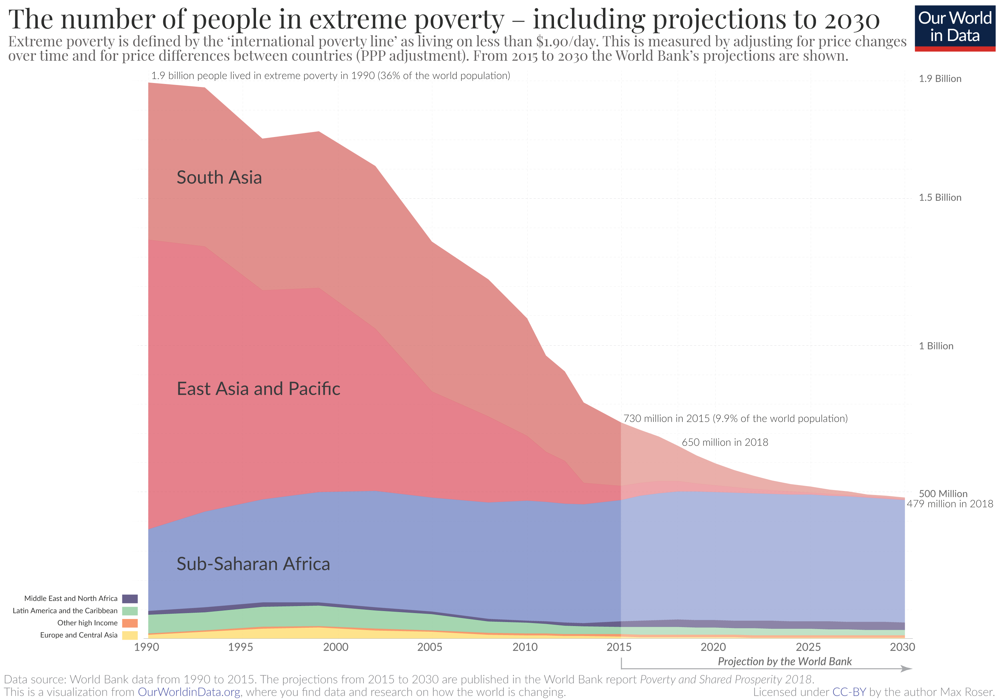 The number of people in extreme poverty – including projections to 2030
Our World
in Data
Extreme poverty is defined by the ‘international poverty line’ as living on less than $1.90/day. This is measured by adjusting for price changes
over time and for price differences between countries (PPP adjustment). From 2015 to 2030 the World Bank’s projections are shown.
1.9 billion people lived in extreme poverty in 1990 (36% of the world population)
1.9 Billion
South Asia
1.5 Billion
1 Billion
East Asia and Pacific
730 million in 2015 (9.9% of the world population)
650 million in 2018
500 Million
479 million in 2018
Sub-Saharan Africa
Middle East and North Africa
Latin America and the Caribbean
Other high Income
Europe and Central Asia
1990 1995 2000 2005 2010 2015 2020 2025 2030
Projection by the World Bank
Data source: World Bank data from 1990 to 2015. The projections from 2015 to 2030 are published in the World Bank report Poverty and Shared Prosperity 2018.
This is a visualization from OurWorldinData.org, where you find data and research on how the world is changing.
Licensed under CC-BY by the author Max Roser.